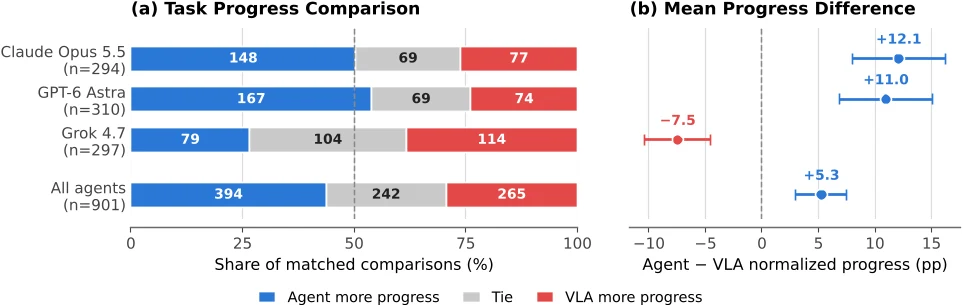 (a) Task Progress Comparison
Claude Opus 5.5
(n=294)
148 69 77
GPT-6 Astra
(n=310)
167 69 74
Grok 4.7
(n=297)
79 104 114
All agents
(n=901)
394 242 265
0 25 50 75 100
Share of matched comparisons (%)
(b) Mean Progress Difference
+12.1
+11.0
−7.5
+5.3
−10 −5 0 5 10 15
Agent − VLA normalized progress (pp)
Agent more progress Tie VLA more progress